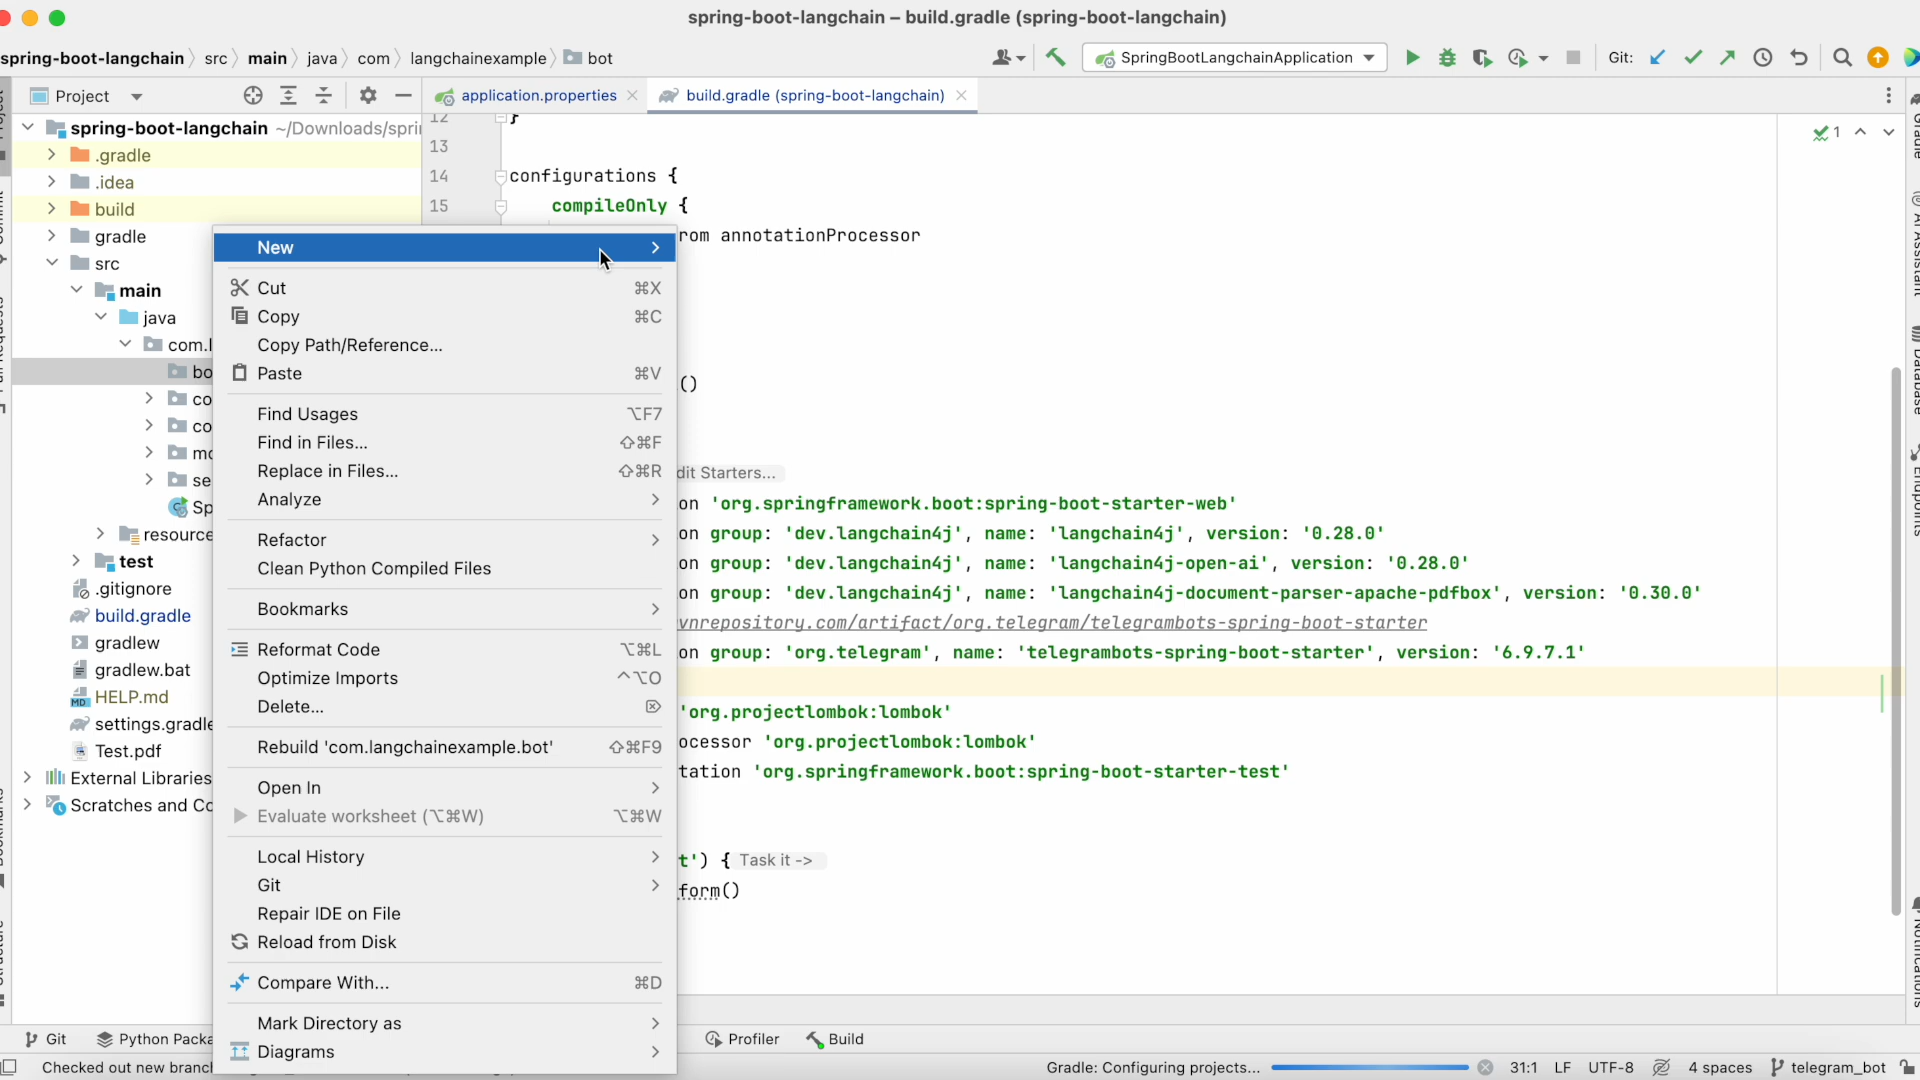 spring-boot-langchain – build.gradle (spring-boot-langchain)
spring-boot-langchain src main java com langchainexample bot
SpringBootLangchainApplication
Git:
Project
application.properties
build.gradle (spring-boot-langchain)
spring-boot-langchain ~/Downloads/spri
.gradle
.idea
build
gradle
src
main
java
com.l
bo
co
co
mo
se
Sp
resource
test
.gitignore
build.gradle
gradlew
gradlew.bat
HELP.md
settings.gradle
Test.pdf
External Libraries
Scratches and Co
12 }
13
14 configurations {
15 compileOnly {
rom annotationProcessor
()
dit Starters...
on 'org.springframework.boot:spring-boot-starter-web'
on group: 'dev.langchain4j', name: 'langchain4j', version: '0.28.0'
on group: 'dev.langchain4j', name: 'langchain4j-open-ai', version: '0.28.0'
on group: 'dev.langchain4j', name: 'langchain4j-document-parser-apache-pdfbox', version: '0.30.0'
vnrepository.com/artifact/org.telegram/telegrambots-spring-boot-starter
on group: 'org.telegram', name: 'telegrambots-spring-boot-starter', version: '6.9.7.1'
'org.projectlombok:lombok'
ocessor 'org.projectlombok:lombok'
tation 'org.springframework.boot:spring-boot-starter-test'
t') { Task it ->
form()
1
New
Cut ⌘X
Copy ⌘C
Copy Path/Reference...
Paste ⌘V
Find Usages ⌥F7
Find in Files... ⇧⌘F
Replace in Files... ⇧⌘R
Analyze
Refactor
Clean Python Compiled Files
Bookmarks
Reformat Code ⌥⌘L
Optimize Imports ^⌥O
Delete... ⌦
Rebuild 'com.langchainexample.bot' ⇧⌘F9
Open In
Evaluate worksheet (⌥⌘W) ⌥⌘W
Local History
Git
Repair IDE on File
Reload from Disk
Compare With... ⌘D
Mark Directory as
Diagrams
Gradle
AI Assistant
Database
Endpoints
Notifications
Git
Python Packa
Profiler
Build
Checked out new branc
Gradle: Configuring projects...
31:1 LF UTF-8 4 spaces telegram_bot